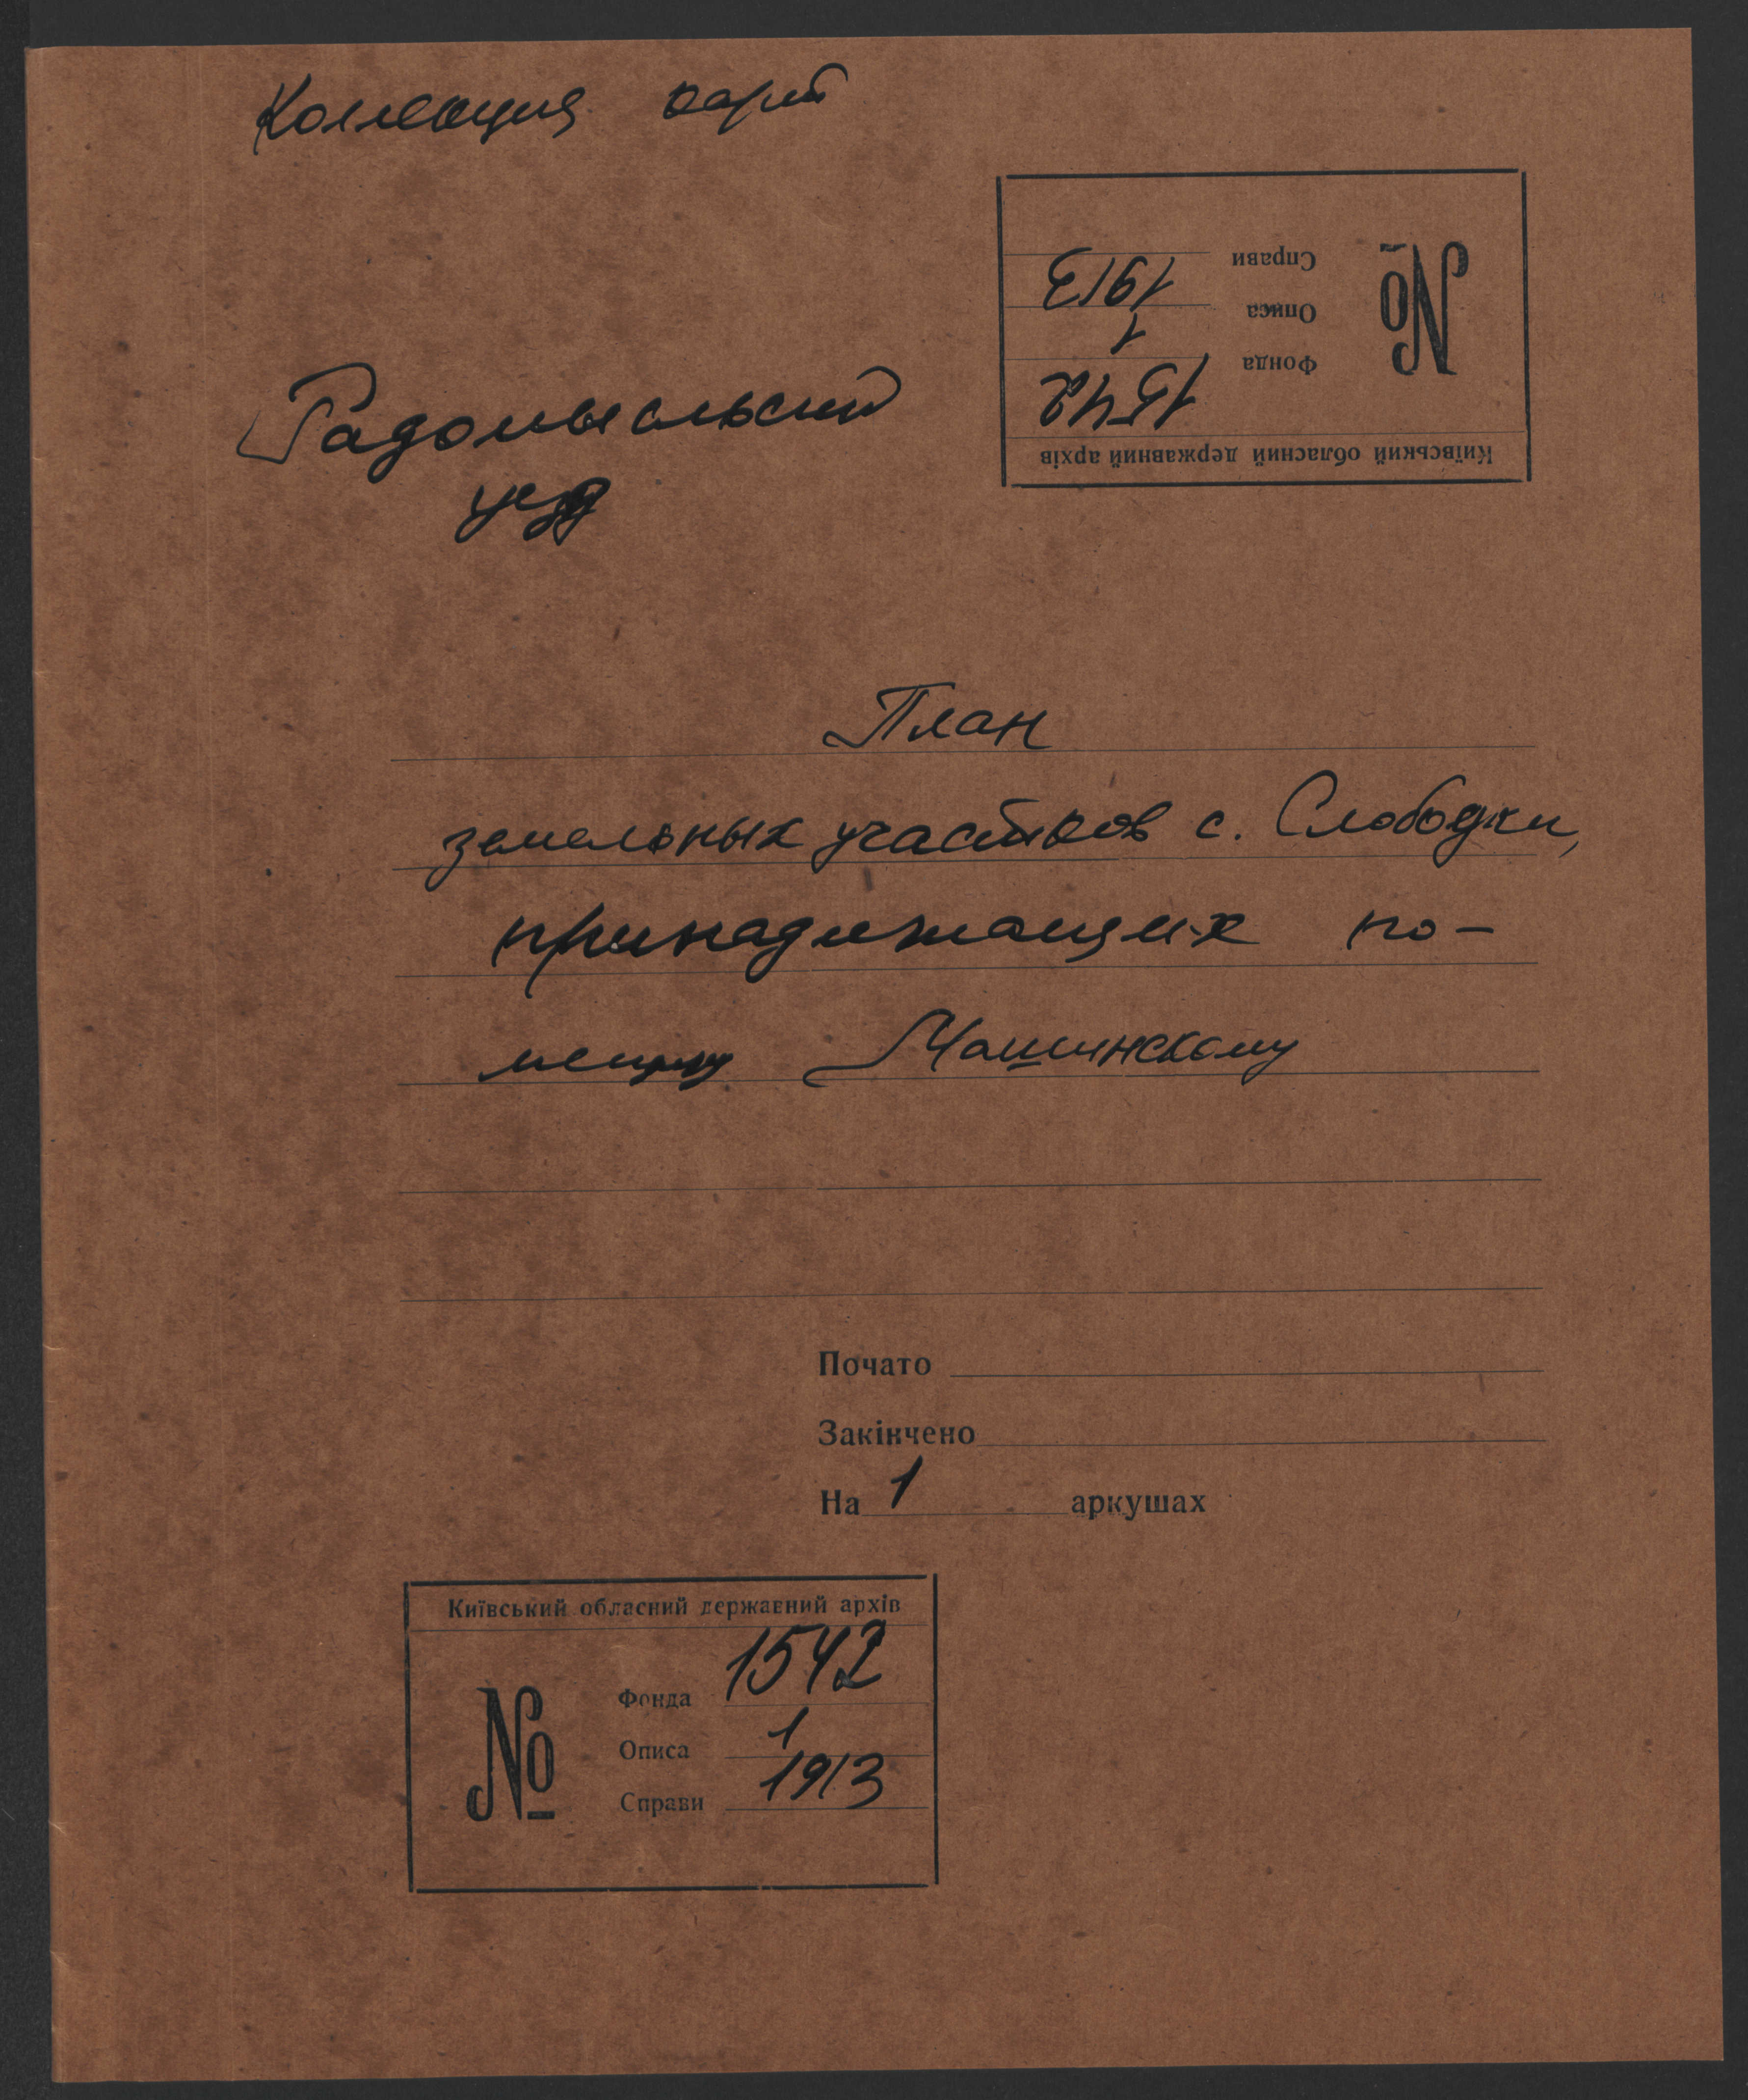 Коллекция карт
Київський обласний державний архів
№
Фонда 1542
Описа 1
Справи 1913
Радомысльский
уезд
План
земельных участков с. Слободки,
принадлежащих по-
мещику Машинскому
Почато
Закінчено
На 1 аркушах
Київський обласний державний архів
№
Фонда 1542
Описа 1
Справи 1913